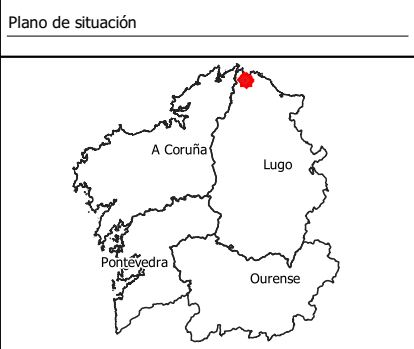 Plano de situación
A Coruña
Lugo
Pontevedra
Ourense